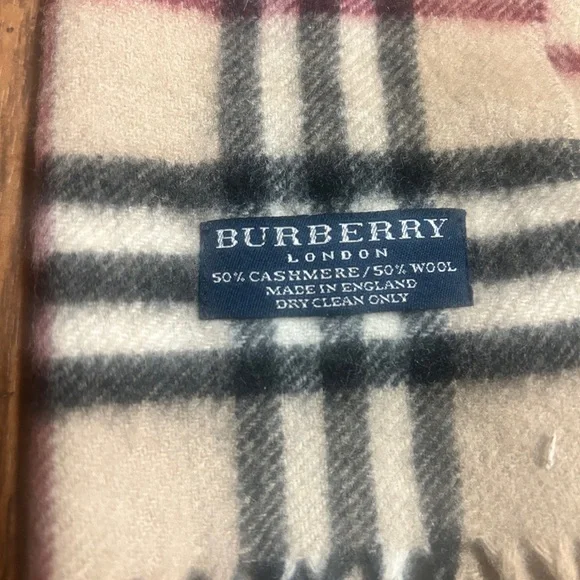 BURBERRY
LONDON
50% CASHMERE/50% WOOL
MADE IN ENGLAND
DRY CLEAN ONLY